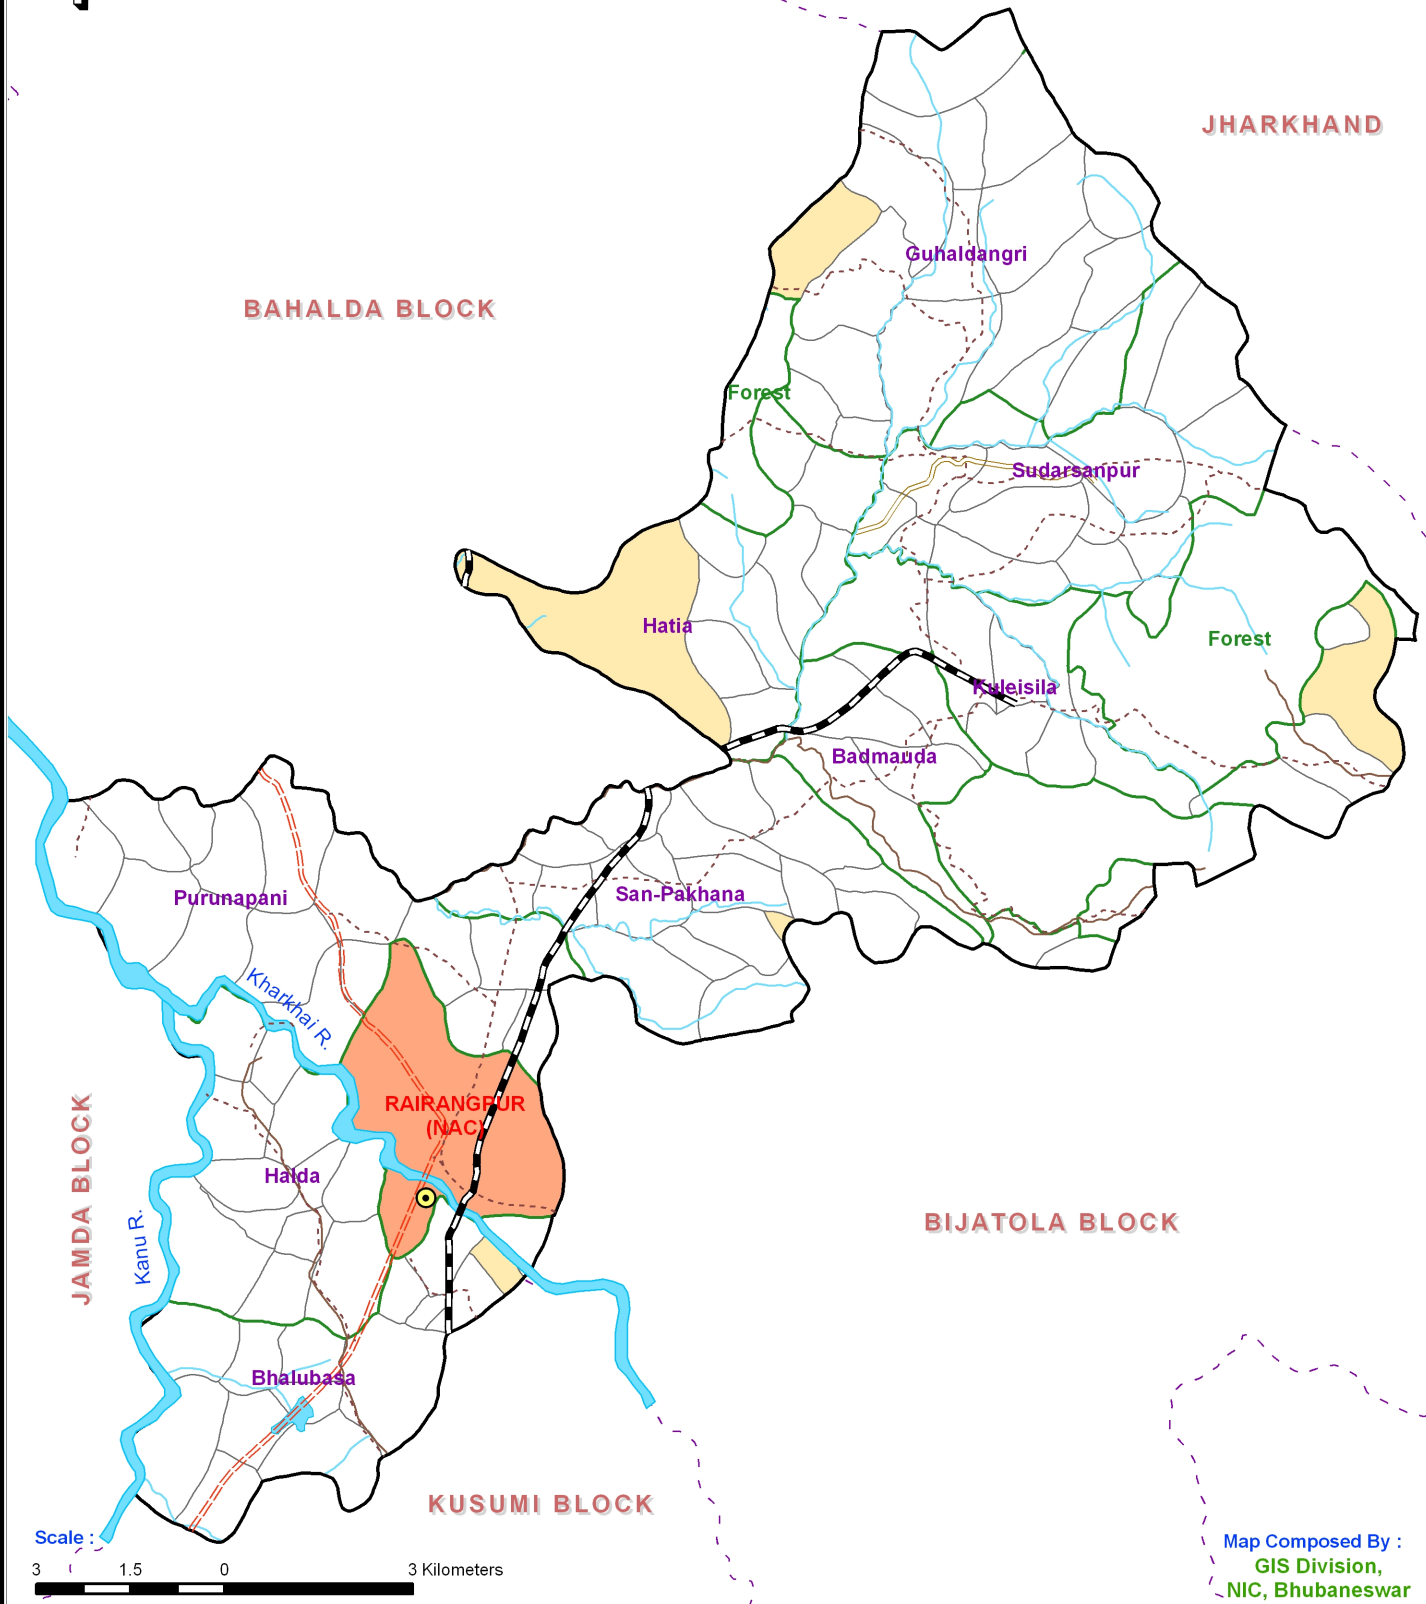 JHARKHAND
Guhaldangri
BAHALDA BLOCK
Forest
Sudarsanpur
Hatia
Forest
Kuleisila
Badmauda
Purunapani
San-Pakhana
Kharkhai R.
RAIRANGPUR
(NAC)
JAMDA BLOCK
Halda
Kanu R.
BIJATOLA BLOCK
Bhalubasa
KUSUMI BLOCK
Scale :
3 1.5 0 3 Kilometers
Map Composed By :
GIS Division,
NIC, Bhubaneswar